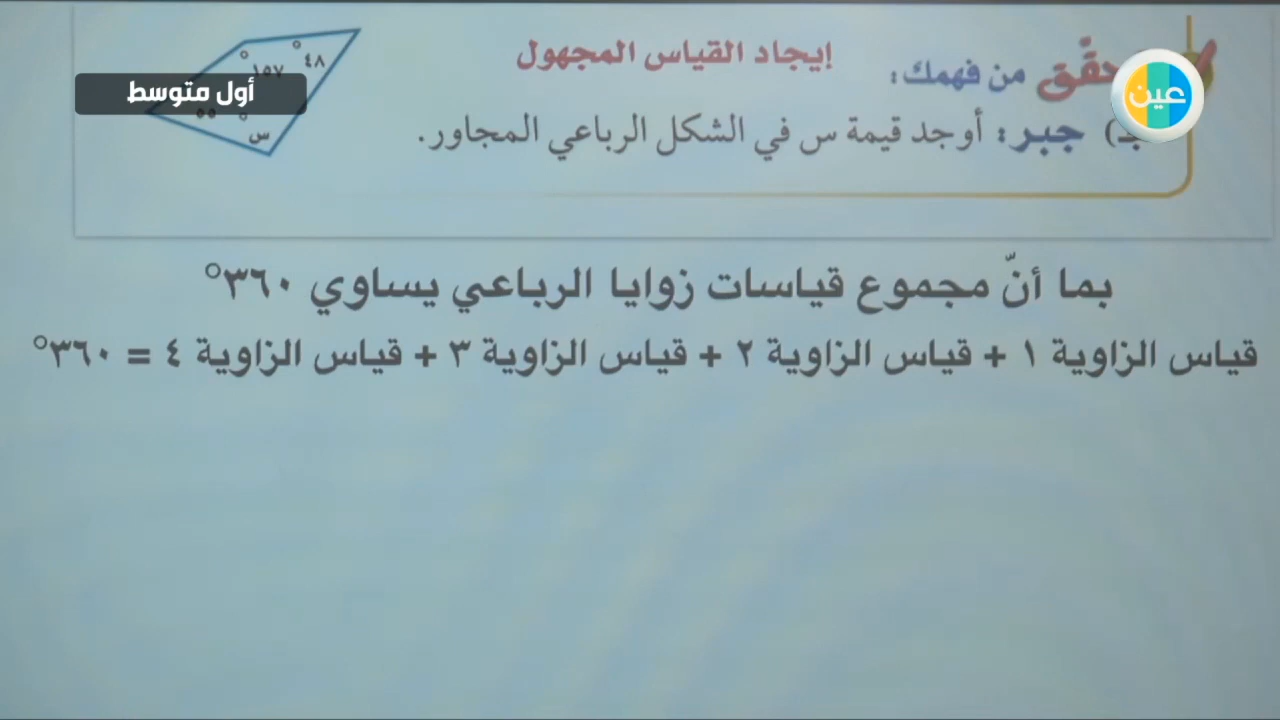 تحقّق من فهمك:
إيجاد القياس المجهول
جـ) جبر: أوجد قيمة س في الشكل الرباعي المجاور.
°٤٨
°١٥٧
°س
عين
أول متوسط
بما أنّ مجموع قياسات زوايا الرباعي يساوي ٣٦٠°
قياس الزاوية ١ + قياس الزاوية ٢ + قياس الزاوية ٣ + قياس الزاوية ٤ = ٣٦٠°